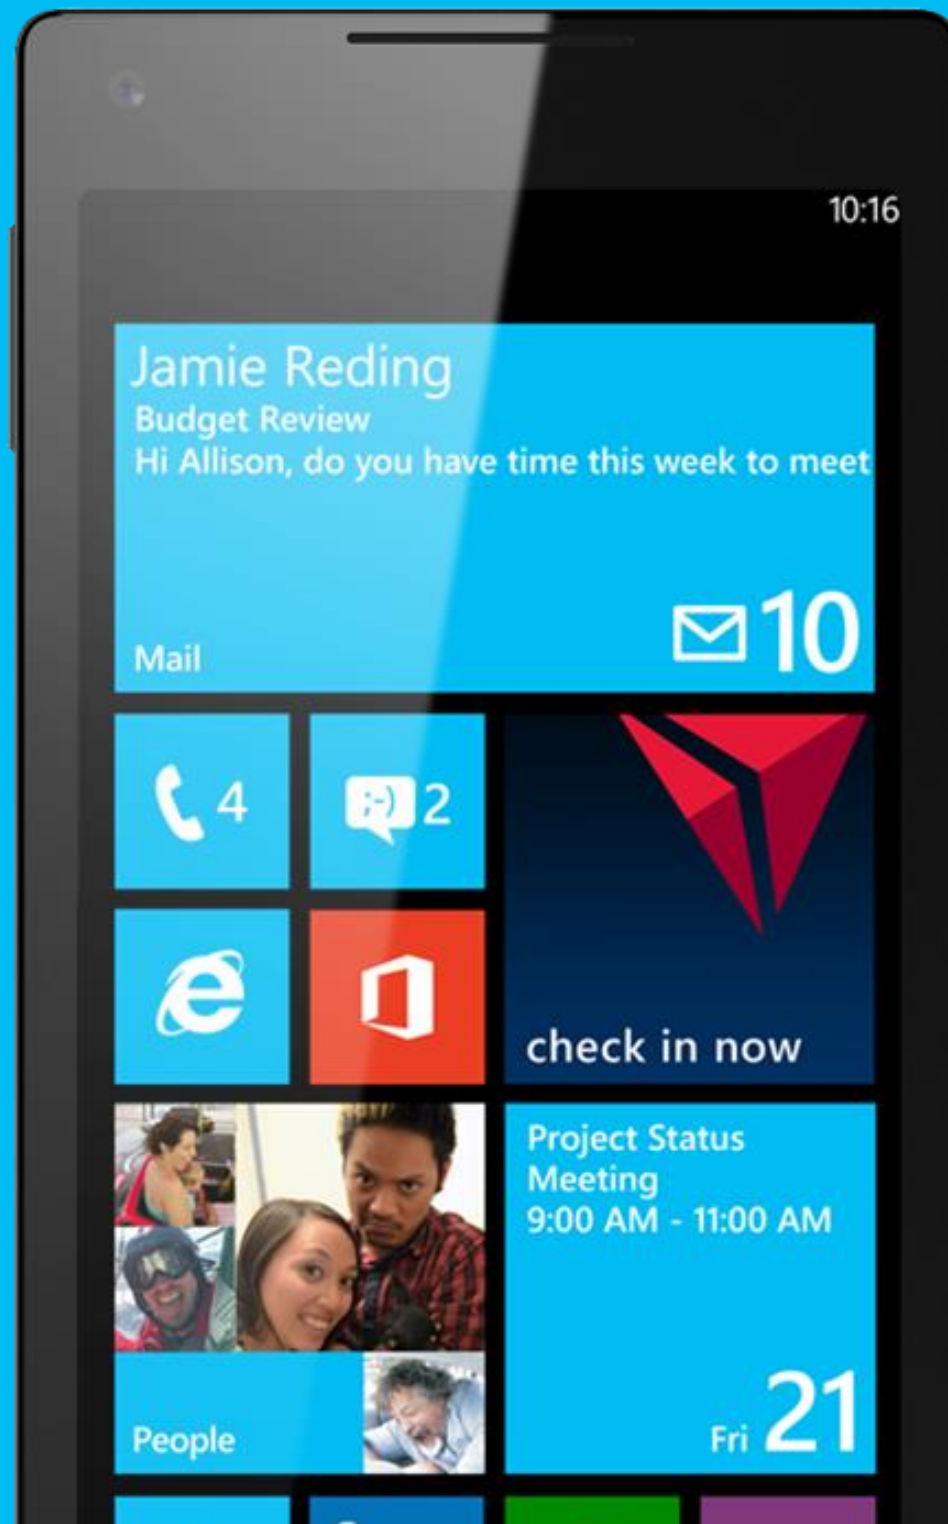 10:16
Jamie Reding
Budget Review
Hi Allison, do you have time this week to meet
10
Mail
4
;-) 2
check in now
Project Status
Meeting
9:00 AM - 11:00 AM
People
Fri 21